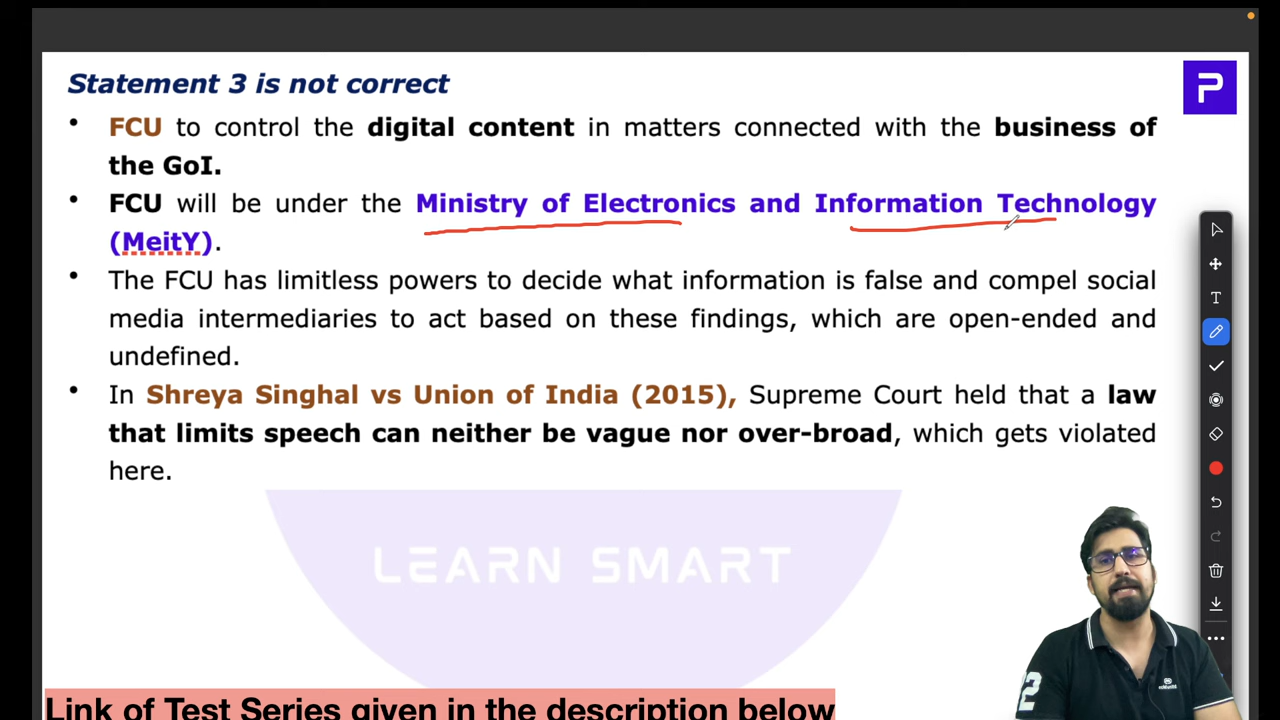 Statement 3 is not correct
• FCU to control the digital content in matters connected with the business of
the GoI.
• FCU will be under the Ministry of Electronics and Information Technology
(MeitY).
• The FCU has limitless powers to decide what information is false and compel social
media intermediaries to act based on these findings, which are open-ended and
undefined.
• In Shreya Singhal vs Union of India (2015), Supreme Court held that a law
that limits speech can neither be vague nor over-broad, which gets violated
here.
LEARN SMART
Link of Test Series given in the description below